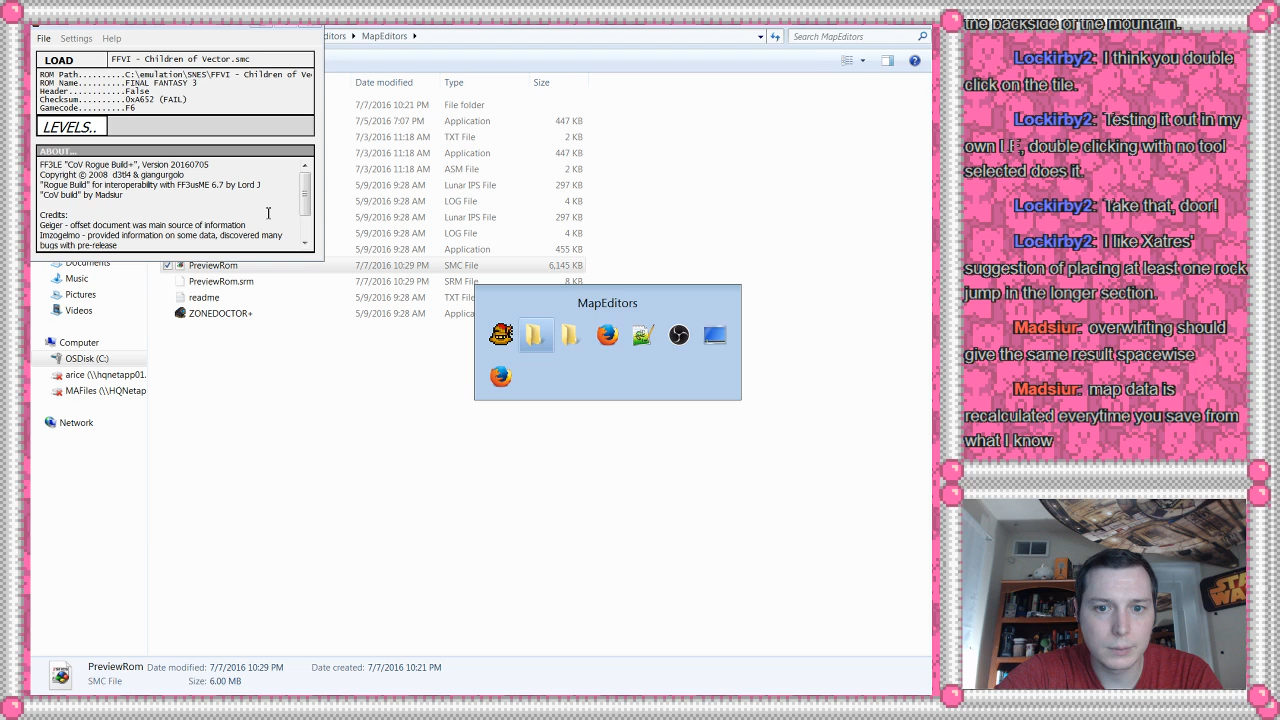 File Settings Help
LOAD FFVI - Children of Vector.smc
ROM Path.........C:\emulation\SNES\FFVI - Children of Ve
ROM Name.........FINAL FANTASY 3
Header...........False
Checksum.........0xA652 (FAIL)
Gamecode.........F6
LEVELS..
ABOUT...
FF3LE "CoV Rogue Build+", Version 20160705
Copyright © 2008 d3tl4 & giangurgolo
"Rogue Build" for interoperability with FF3usME 6.7 by Lord J
"CoV build" by Madsiur
Credits:
Geiger - offset document was main source of information
Imzogelmo - provided information on some data, discovered many
bugs with pre-release
MapEditors
Search MapEditors
Date modified Type Size
7/7/2016 10:21 PM File folder
7/5/2016 7:07 PM Application 447 KB
7/3/2016 11:18 AM TXT File 2 KB
7/3/2016 11:18 AM Application 447 KB
7/3/2016 11:18 AM ASM File 2 KB
5/9/2016 9:28 AM Lunar IPS File 297 KB
5/9/2016 9:28 AM LOG File 4 KB
5/9/2016 9:28 AM Lunar IPS File 297 KB
5/9/2016 9:28 AM LOG File 4 KB
5/9/2016 9:28 AM Application 455 KB
PreviewRom 7/7/2016 10:29 PM SMC File 6,145 KB
PreviewRom.srm 7/7/2016 10:29 PM SRM File 8 KB
readme 5/9/2016 9:28 AM TXT File
ZONEDOCTOR+ 5/9/2016 9:28 AM
Documents
Music
Pictures
Videos
Computer
OSDisk (C:)
arice (\\hqnetapp01.
MAFiles (\\HQNetap
Network
MapEditors
PreviewRom Date modified: 7/7/2016 10:29 PM Date created: 7/7/2016 10:21 PM
SMC File Size: 6.00 MB
the backside of the mountain.
Lockirby2: I think you double
click on the tile.
Lockirby2: Testing it out in my
own LE, double clicking with no tool
selected does it.
Lockirby2: Take that, door!
Lockirby2: I like Xatres'
suggestion of placing at least one rock
jump in the longer section.
Madsiur: overwriting should
give the same result spacewise
Madsiur: map data is
recalculated everytime you save from
what I know
STAR
WA